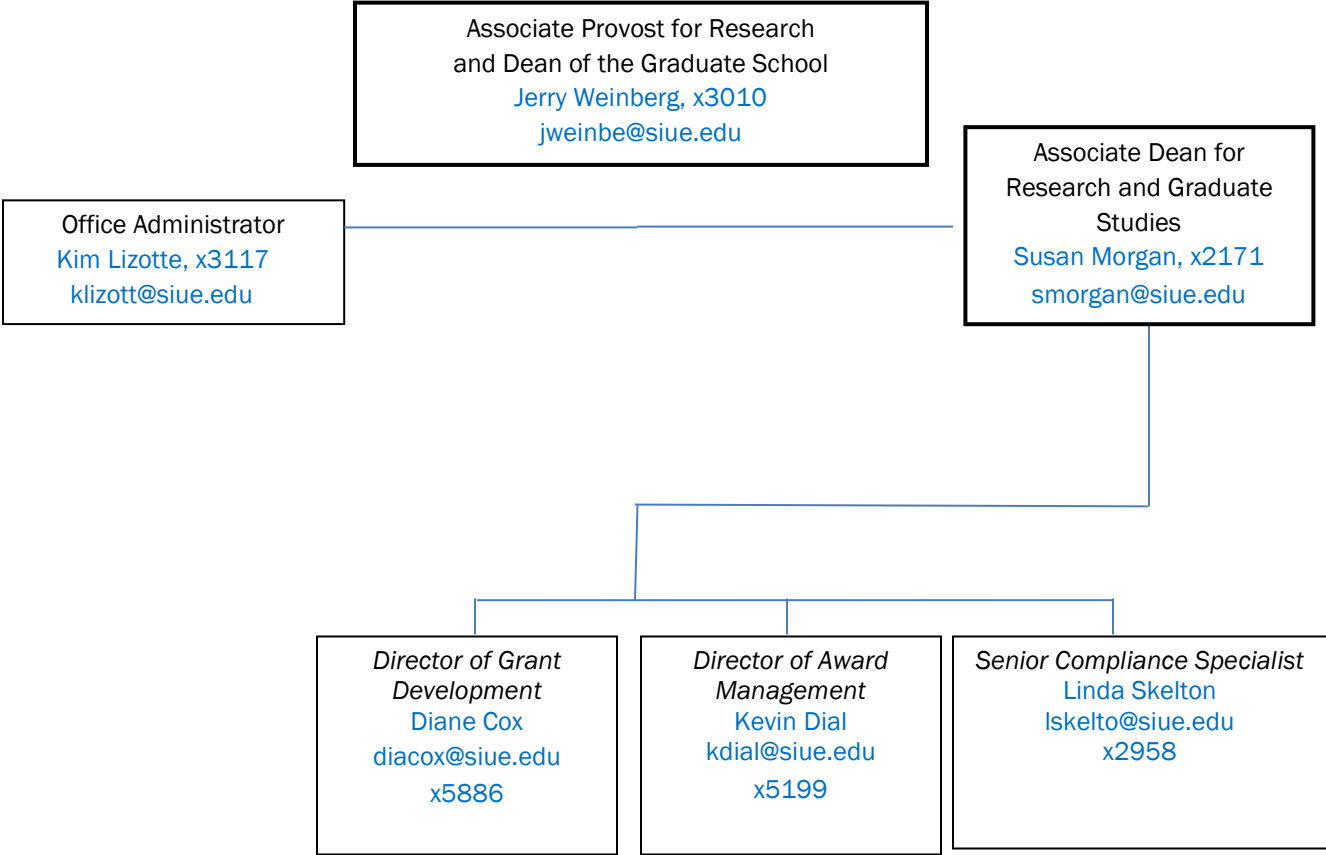 Associate Provost for Research
and Dean of the Graduate School
Jerry Weinberg, x3010
jweinbe@siue.edu
Associate Dean for
Research and Graduate
Studies
Susan Morgan, x2171
smorgan@siue.edu
Office Administrator
Kim Lizotte, x3117
klizott@siue.edu
Director of Grant
Development
Diane Cox
diacox@siue.edu
x5886
Director of Award
Management
Kevin Dial
kdial@siue.edu
x5199
Senior Compliance Specialist
Linda Skelton
lskelto@siue.edu
x2958